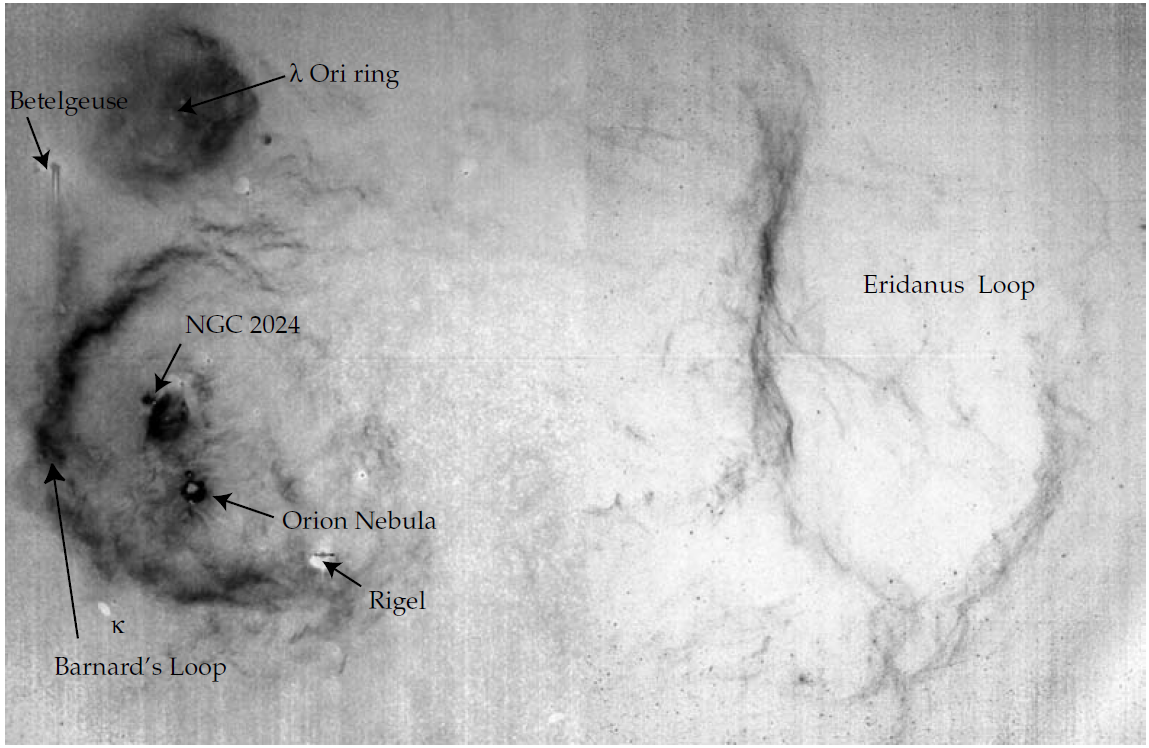 λ Ori ring
Betelgeuse
Eridanus Loop
NGC 2024
Orion Nebula
Rigel
κ
Barnard's Loop